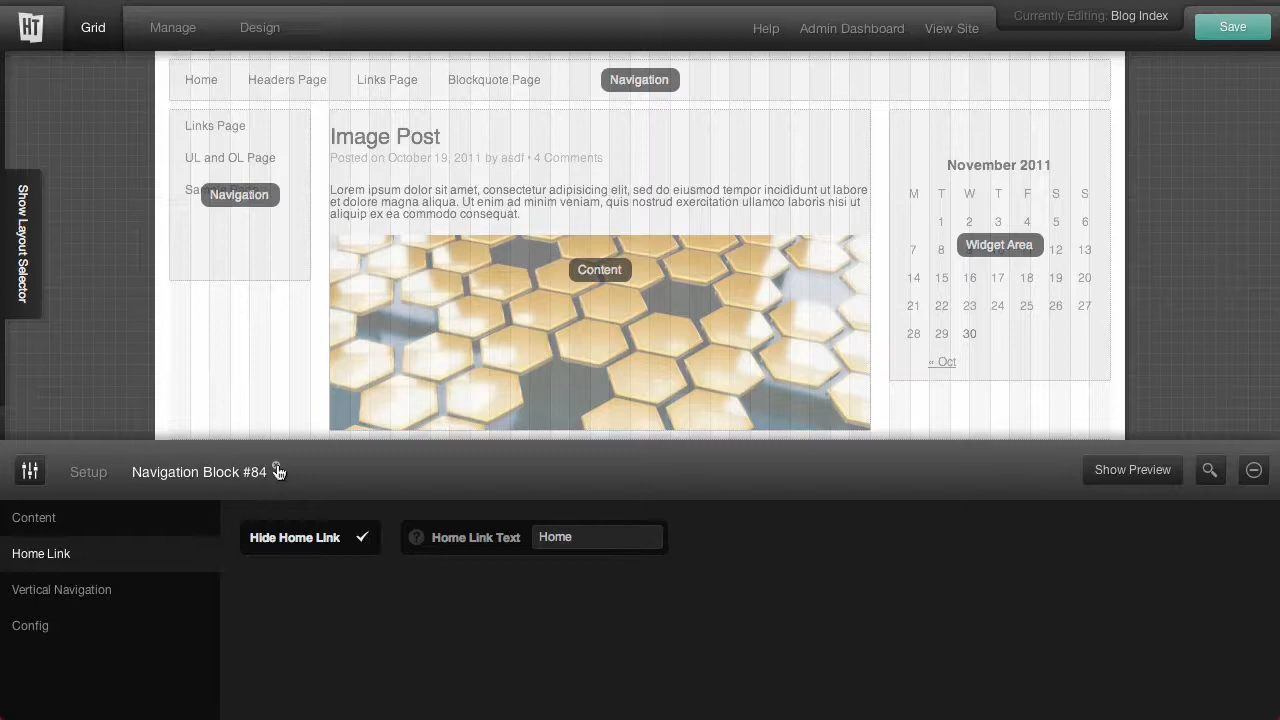 HT
Grid
Manage
Design
Help
Admin Dashboard
View Site
Currently Editing: Blog Index
Save
Show Layout Selector
Home
Headers Page
Links Page
Blockquote Page
Navigation
Links Page
UL and OL Page
Navigation
Image Post
Posted on October 19, 2011 by asdf • 4 Comments
Lorem ipsum dolor sit amet, consectetur adipisicing elit, sed do eiusmod tempor incididunt ut labore
et dolore magna aliqua. Ut enim ad minim veniam, quis nostrud exercitation ullamco laboris nisi ut
aliquip ex ea commodo consequat.
Content
November 2011
M T W T F S S
1 2 3 4 5 6
7 8 12 13
Widget Area
14 15 16 17 18 19 20
21 22 23 24 25 26 27
28 29 30
« Oct
Setup
Navigation Block #84
Show Preview
Content
Home Link
Vertical Navigation
Config
Hide Home Link
? Home Link Text
Home